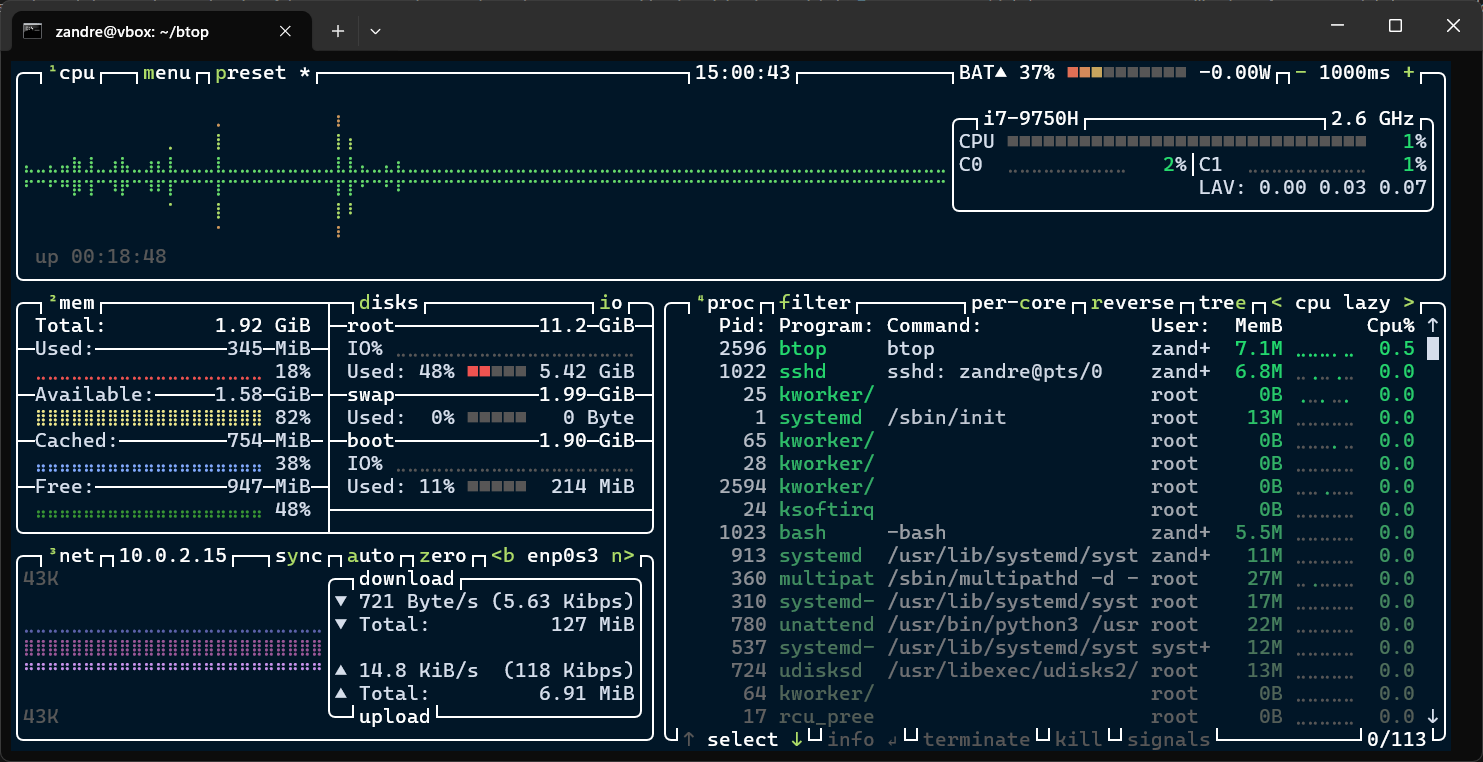 zandre@vbox: ~/btop
¹cpu menu preset * 15:00:43 BAT▲ 37% -0.00W - 1000ms +
i7-9750H 2.6 GHz
CPU 1%
C0 2% C1 1%
LAV: 0.00 0.03 0.07
up 00:18:48
²mem
Total: 1.92 GiB
Used: 345 MiB
18%
Available: 1.58 GiB
82%
Cached: 754 MiB
38%
Free: 947 MiB
48%
disks io
root 11.2 GiB
IO%
Used: 48% 5.42 GiB
swap 1.99 GiB
Used: 0% 0 Byte
boot 1.90 GiB
IO%
Used: 11% 214 MiB
³net 10.0.2.15 sync auto zero <b enp0s3 n>
43K
download
▼ 721 Byte/s (5.63 Kibps)
▼ Total: 127 MiB
▲ 14.8 KiB/s (118 Kibps)
▲ Total: 6.91 MiB
upload
43K
⁴proc filter per-core reverse tree < cpu lazy >
Pid: Program: Command: User: MemB Cpu% ↑
2596 btop btop zand+ 7.1M 0.5
1022 sshd sshd: zandre@pts/0 zand+ 6.8M 0.0
25 kworker/ root 0B 0.0
1 systemd /sbin/init root 13M 0.0
65 kworker/ root 0B 0.0
28 kworker/ root 0B 0.0
2594 kworker/ root 0B 0.0
24 ksoftirq root 0B 0.0
1023 bash -bash zand+ 5.5M 0.0
913 systemd /usr/lib/systemd/syst zand+ 11M 0.0
360 multipat /sbin/multipathd -d - root 27M 0.0
310 systemd- /usr/lib/systemd/syst root 17M 0.0
780 unattend /usr/bin/python3 /usr root 22M 0.0
537 systemd- /usr/lib/systemd/syst syst+ 12M 0.0
724 udisksd /usr/libexec/udisks2/ root 13M 0.0
64 kworker/ root 0B 0.0
17 rcu_pree root 0B 0.0 ↓
↑ select ↓ info ↲ terminate kill signals 0/113